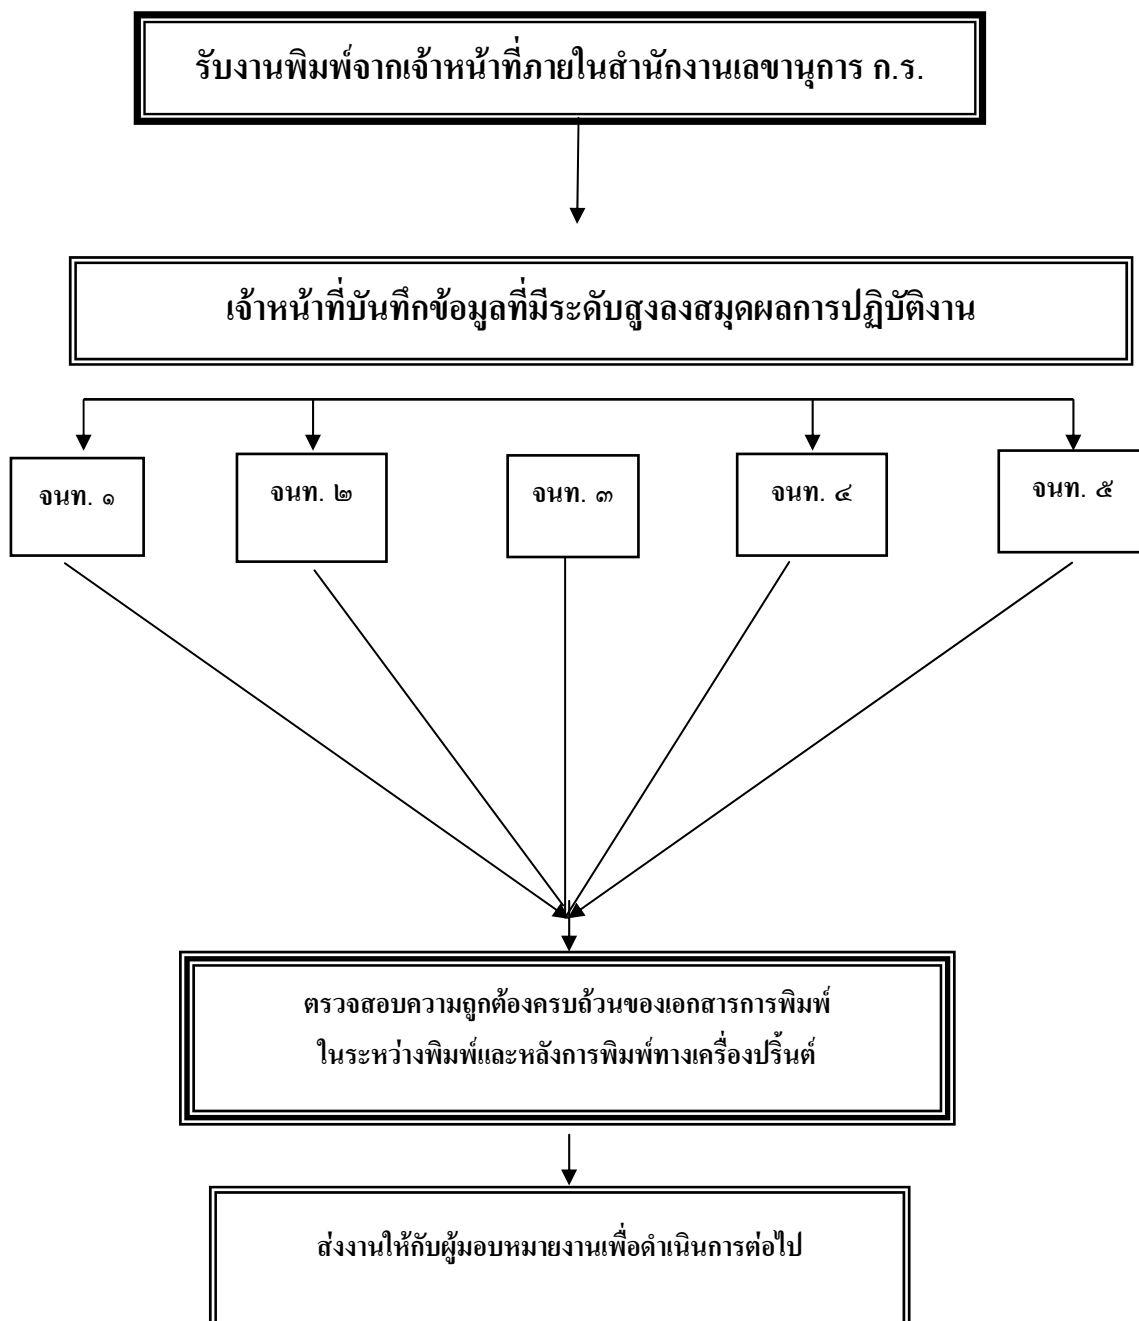 รับงานพิมพ์จากเจ้าหน้าที่ภายในสำนักงานเลขานุการ ก.ร.
เจ้าหน้าที่บันทึกข้อมูลที่มีระดับสูงลงสมุดผลการปฏิบัติงาน
จนท. ๑
จนท. ๒
จนท. ๓
จนท. ๔
จนท. ๕
ตรวจสอบความถูกต้องครบถ้วนของเอกสารการพิมพ์
ในระหว่างพิมพ์และหลังการพิมพ์ทางเครื่องปริ้นต์
ส่งงานให้กับผู้มอบหมายงานเพื่อดำเนินการต่อไป